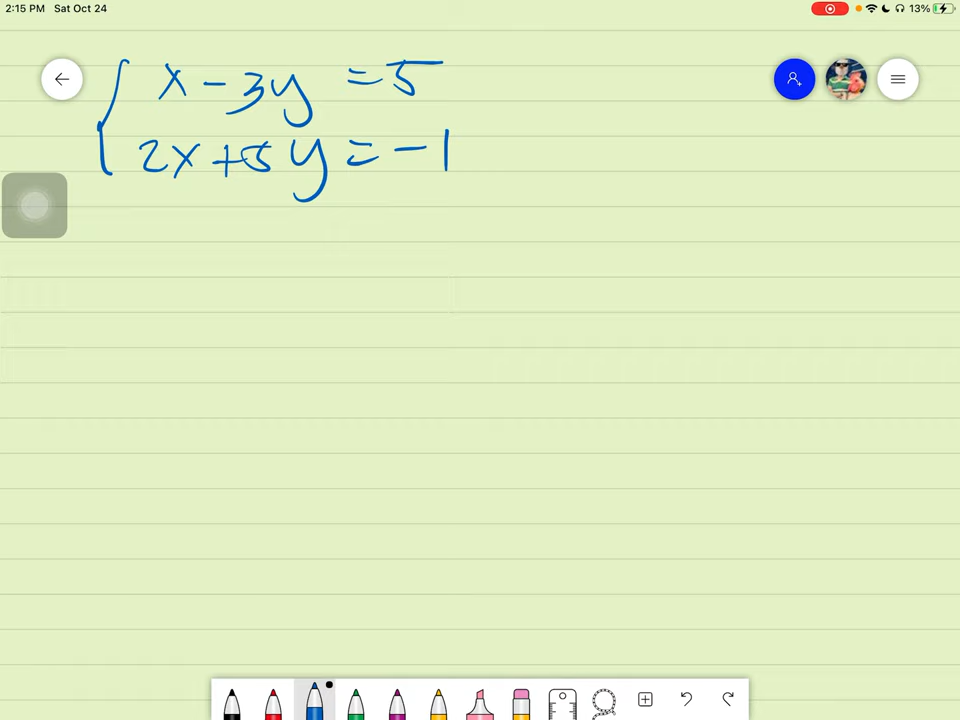 2:15 PM Sat Oct 24 13%
x - 3y = 5
2x + 5y = -1